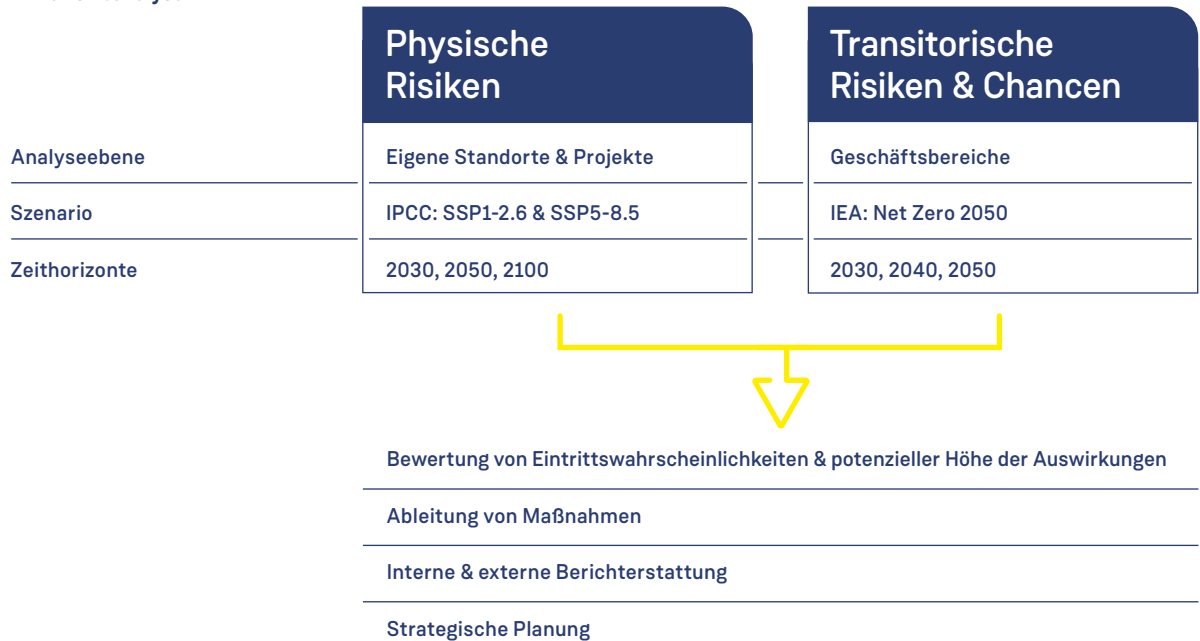 Physische
Risiken
Transitorische
Risiken & Chancen
Analyseebene
Eigene Standorte & Projekte
Geschäftsbereiche
Szenario
IPCC: SSP1-2.6 & SSP5-8.5
IEA: Net Zero 2050
Zeithorizonte
2030, 2050, 2100
2030, 2040, 2050
Bewertung von Eintrittswahrscheinlichkeiten & potenzieller Höhe der Auswirkungen
Ableitung von Maßnahmen
Interne & externe Berichterstattung
Strategische Planung